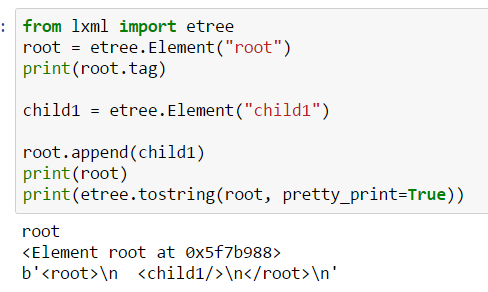 : from lxml import etree
root = etree.Element("root")
print(root.tag)
child1 = etree.Element("child1")
root.append(child1)
print(root)
print(etree.tostring(root, pretty_print=True))
root
<Element root at 0x5f7b988>
b'<root>\n  <child1/>\n</root>\n'